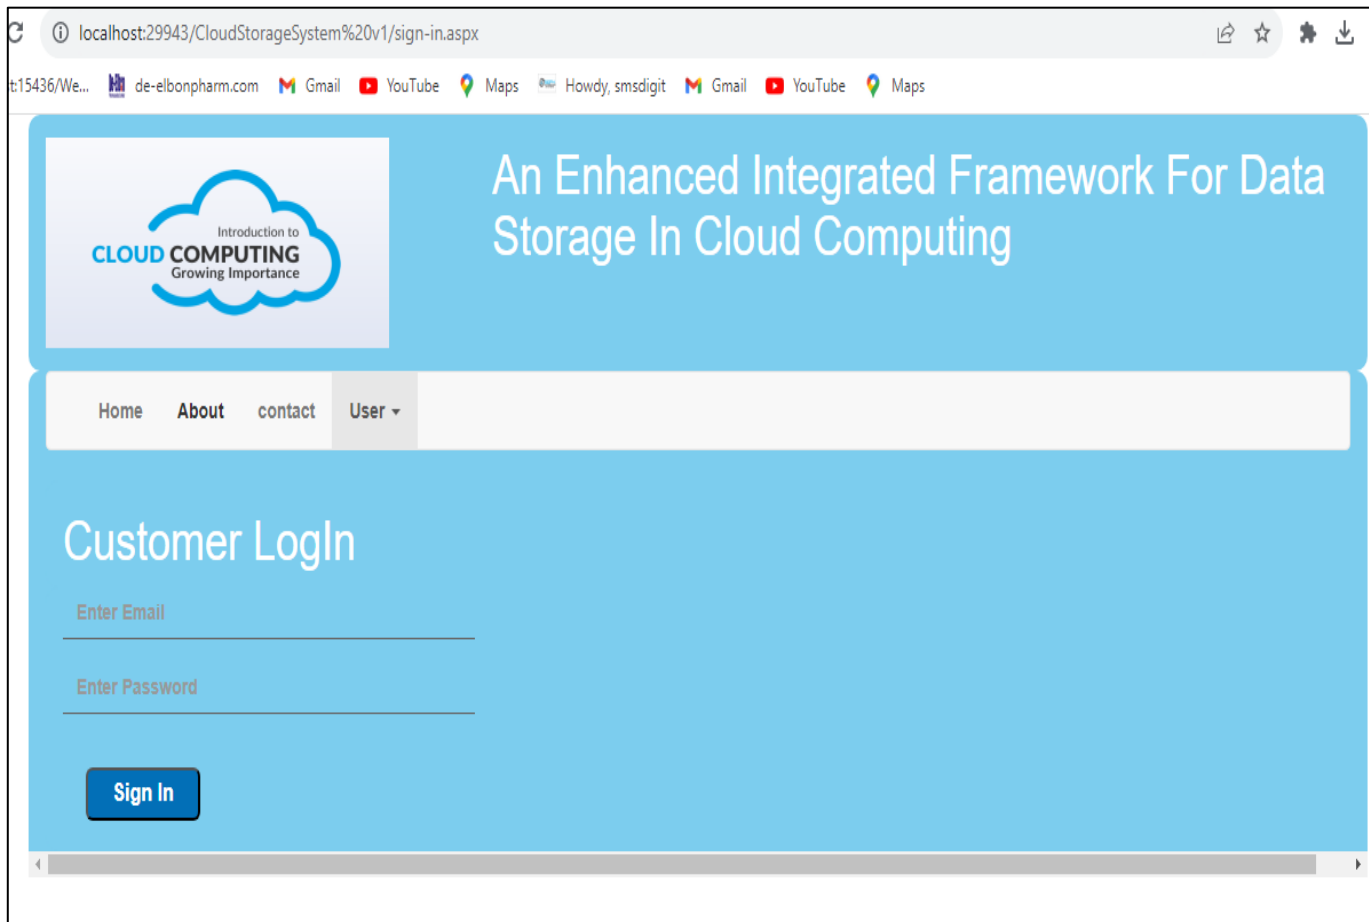 localhost:29943/CloudStorageSystem%20v1/sign-in.aspx
t:15436/We... de-elbonpharm.com Gmail YouTube Maps Howdy, smsdigit Gmail YouTube Maps
An Enhanced Integrated Framework For Data
Storage In Cloud Computing
Introduction to
CLOUD COMPUTING
Growing Importance
Home About contact User
Customer LogIn
Enter Email
Enter Password
Sign In